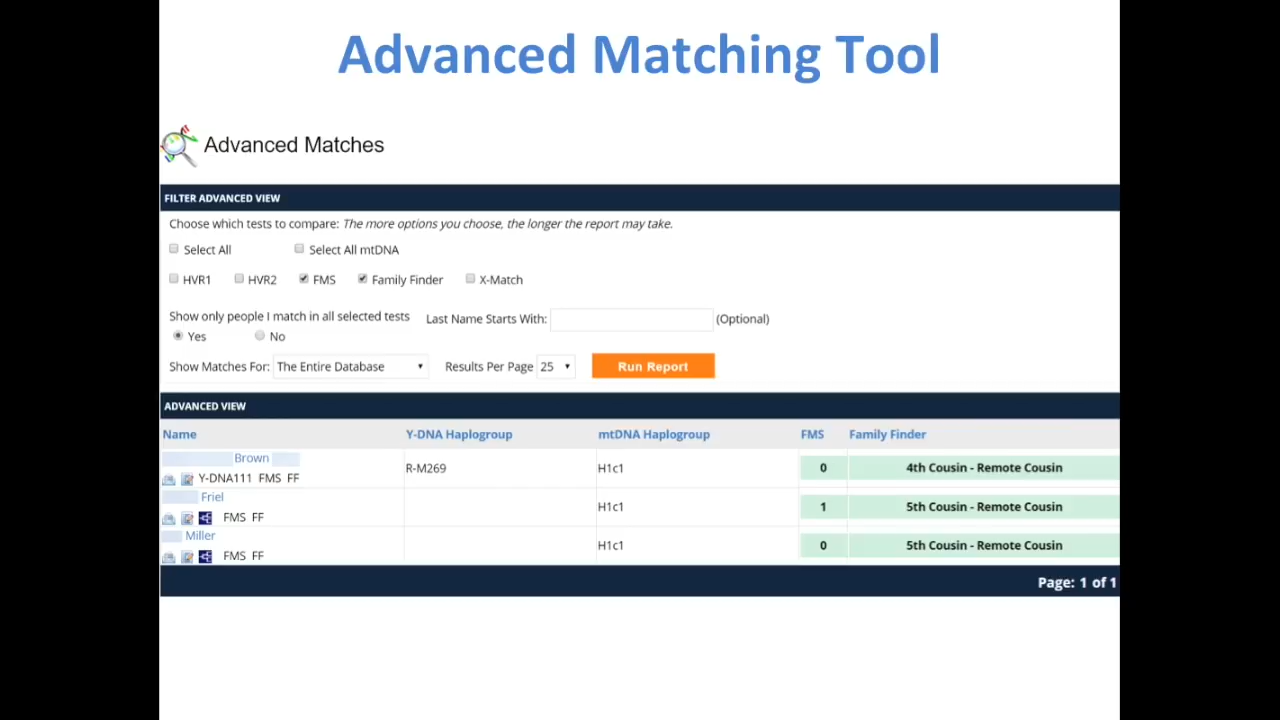 Advanced Matching Tool
Advanced Matches
FILTER ADVANCED VIEW
Choose which tests to compare: The more options you choose, the longer the report may take.
Select All Select All mtDNA
HVR1 HVR2 FMS Family Finder X-Match
Show only people I match in all selected tests Last Name Starts With: (Optional)
Yes No
Show Matches For: The Entire Database Results Per Page 25 Run Report
ADVANCED VIEW
Name Y-DNA Haplogroup mtDNA Haplogroup FMS Family Finder
Brown
R-M269 H1c1 0 4th Cousin - Remote Cousin
Y-DNA111 FMS FF
Friel
H1c1 1 5th Cousin - Remote Cousin
FMS FF
Miller
H1c1 0 5th Cousin - Remote Cousin
FMS FF
Page: 1 of 1